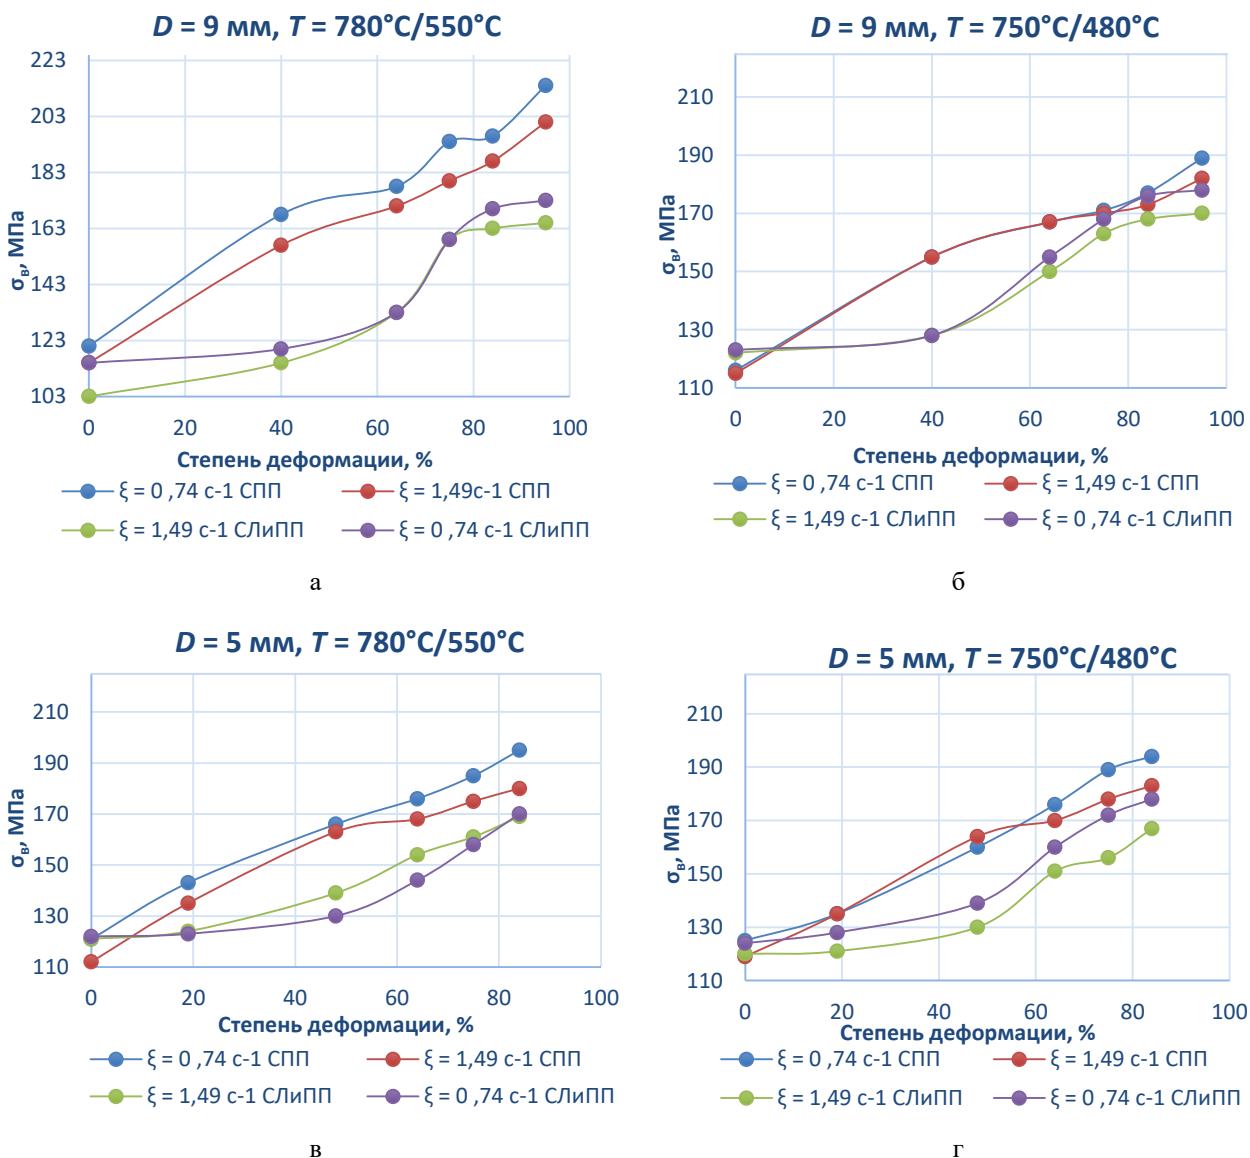 D = 9 мм, T = 780°C/550°C
223
203
183
163
143
123
103
σв, МПа
0 20 40 60 80 100
Степень деформации, %
ξ = 0 ,74 с-1 СПП ξ = 1,49с-1 СПП
ξ = 1,49 с-1 СЛиПП ξ = 0 ,74 с-1 СЛиПП
а
D = 9 мм, T = 750°C/480°C
210
190
170
150
130
110
σв, МПа
0 20 40 60 80 100
Степень деформации, %
ξ = 0 ,74 с-1 СПП ξ = 1,49 с-1 СПП
ξ = 1,49 с-1 СЛиПП ξ = 0 ,74 с-1 СЛиПП
б
D = 5 мм, T = 780°C/550°C
210
190
170
150
130
110
σв, МПа
0 20 40 60 80 100
Степень деформации, %
ξ = 0 ,74 с-1 СПП ξ = 1,49 с-1 СПП
ξ = 1,49 с-1 СЛиПП ξ = 0 ,74 с-1 СЛиПП
в
D = 5 мм, T = 750°C/480°C
210
190
170
150
130
110
σв, МПа
0 20 40 60 80 100
Степень деформации, %
ξ = 0 ,74 с-1 СПП ξ = 1,49 с-1 СПП
ξ = 1,49 с-1 СЛиПП ξ = 0 ,74 с-1 СЛиПП
г